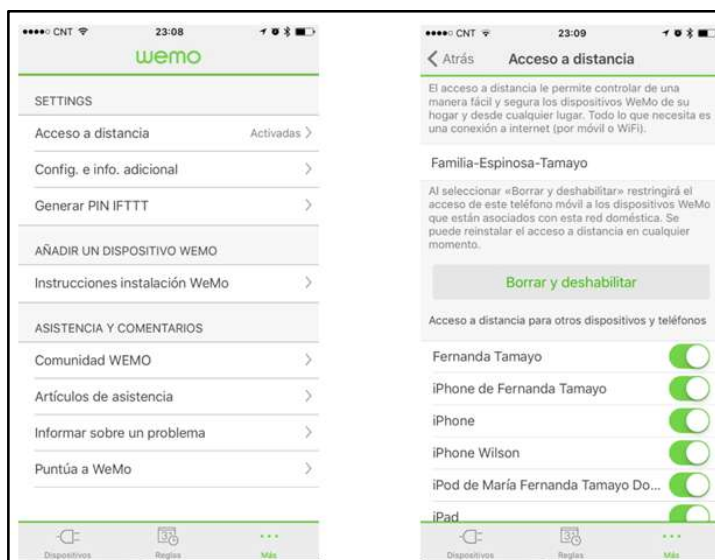 CNT 23:08
wemo
SETTINGS
Acceso a distancia Activadas
Config. e info. adicional
Generar PIN IFTTT
AÑADIR UN DISPOSITIVO WEMO
Instrucciones instalación WeMo
ASISTENCIA Y COMENTARIOS
Comunidad WEMO
Artículos de asistencia
Informar sobre un problema
Puntúa a WeMo
Dispositivos Reglas Más
CNT 23:09
Atrás Acceso a distancia
El acceso a distancia le permite controlar de una
manera fácil y segura los dispositivos WeMo de su
hogar y desde cualquier lugar. Todo lo que necesita es
una conexión a internet (por móvil o WiFi).
Familia-Espinosa-Tamayo
Al seleccionar «Borrar y deshabilitar» restringirá el
acceso de este teléfono móvil a los dispositivos WeMo
que están asociados con esta red doméstica. Se
puede reinstalar el acceso a distancia en cualquier
momento.
Borrar y deshabilitar
Acceso a distancia para otros dispositivos y teléfonos
Fernanda Tamayo
iPhone de Fernanda Tamayo
iPhone
iPhone Wilson
iPod de María Fernanda Tamayo Do...
iPad
Dispositivos Reglas Más